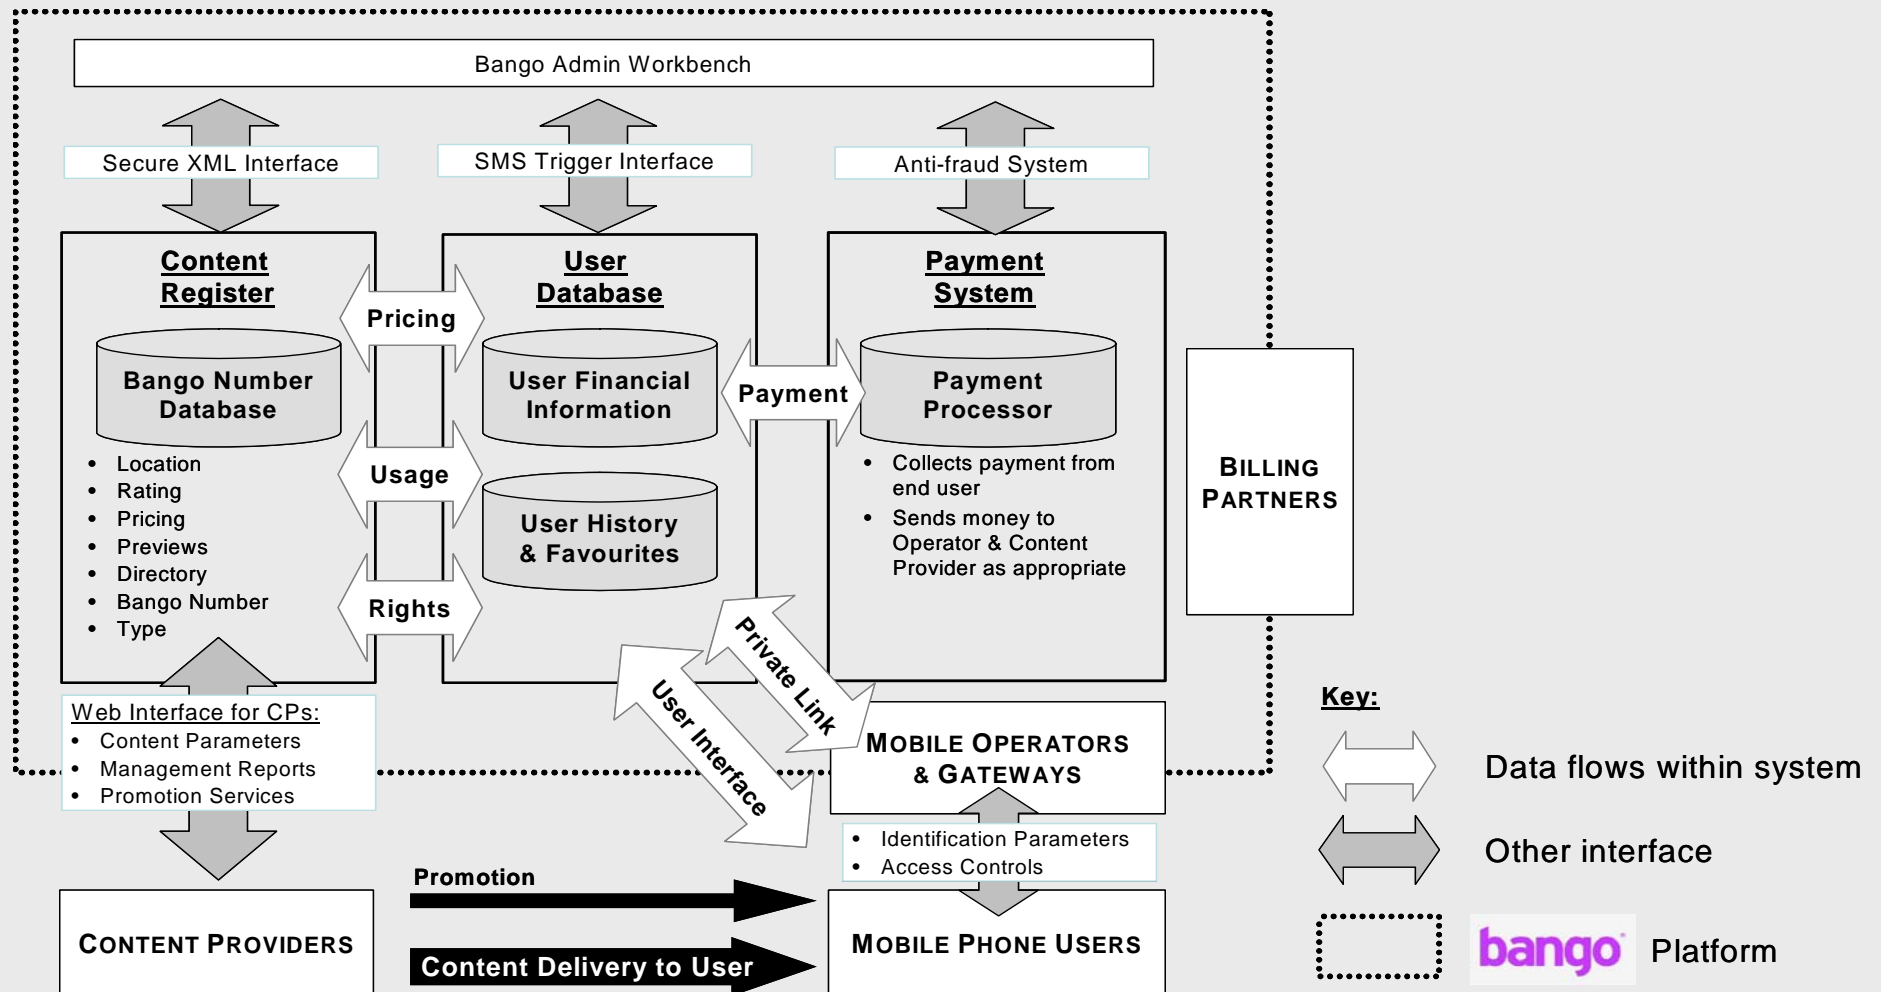 Bango Admin Workbench
Secure XML Interface
SMS Trigger Interface
Anti-fraud System
Content
Register
User
Database
Payment
System
Pricing
Bango Number
Database
User Financial
Information
Payment
Payment
Processor
• Location
• Rating
• Pricing
• Previews
• Directory
• Bango Number
• Type
Usage
User History
& Favourites
Rights
• Collects payment from
end user
• Sends money to
Operator & Content
Provider as appropriate
BILLING
PARTNERS
Private Link
User Interface
Web Interface for CPs:
• Content Parameters
• Management Reports
• Promotion Services
MOBILE OPERATORS
& GATEWAYS
• Identification Parameters
• Access Controls
Promotion
CONTENT PROVIDERS
Content Delivery to User
MOBILE PHONE USERS
Key:
Data flows within system
Other interface
bango Platform